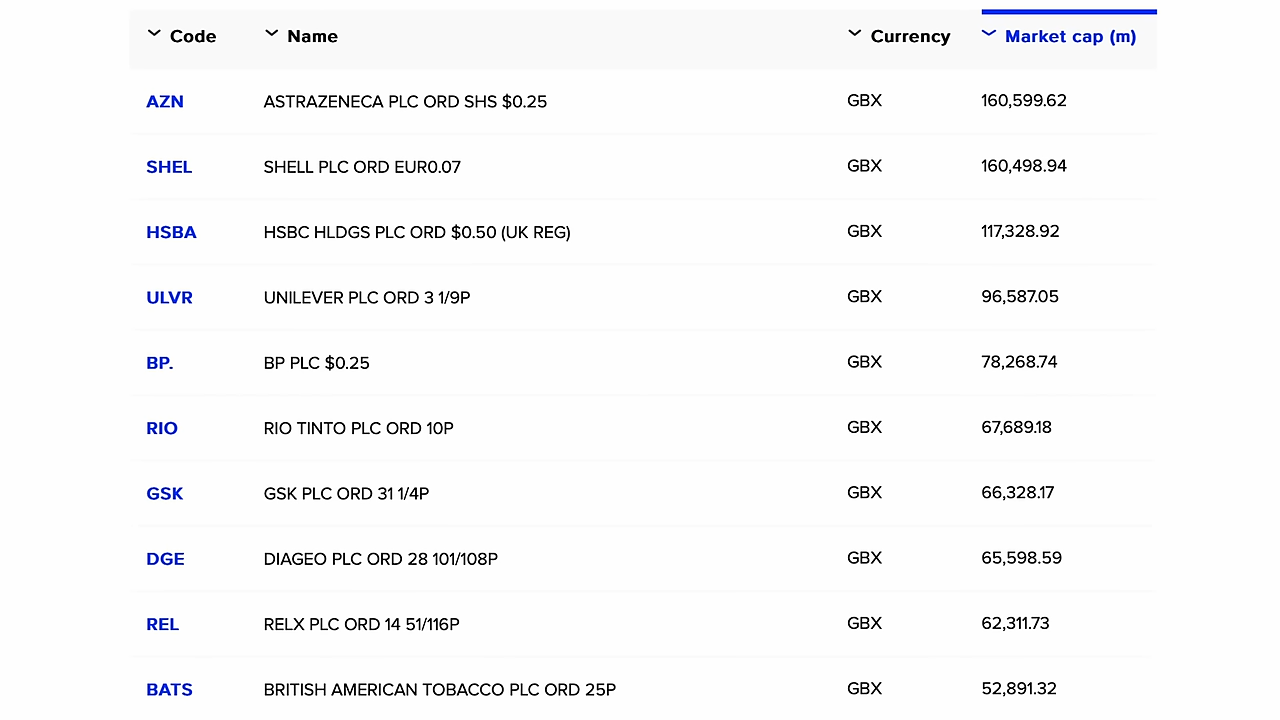 Code Name Currency Market cap (m)
AZN ASTRAZENECA PLC ORD SHS $0.25 GBX 160,599.62
SHEL SHELL PLC ORD EUR0.07 GBX 160,498.94
HSBA HSBC HLDGS PLC ORD $0.50 (UK REG) GBX 117,328.92
ULVR UNILEVER PLC ORD 3 1/9P GBX 96,587.05
BP. BP PLC $0.25 GBX 78,268.74
RIO RIO TINTO PLC ORD 10P GBX 67,689.18
GSK GSK PLC ORD 31 1/4P GBX 66,328.17
DGE DIAGEO PLC ORD 28 101/108P GBX 65,598.59
REL RELX PLC ORD 14 51/116P GBX 62,311.73
BATS BRITISH AMERICAN TOBACCO PLC ORD 25P GBX 52,891.32